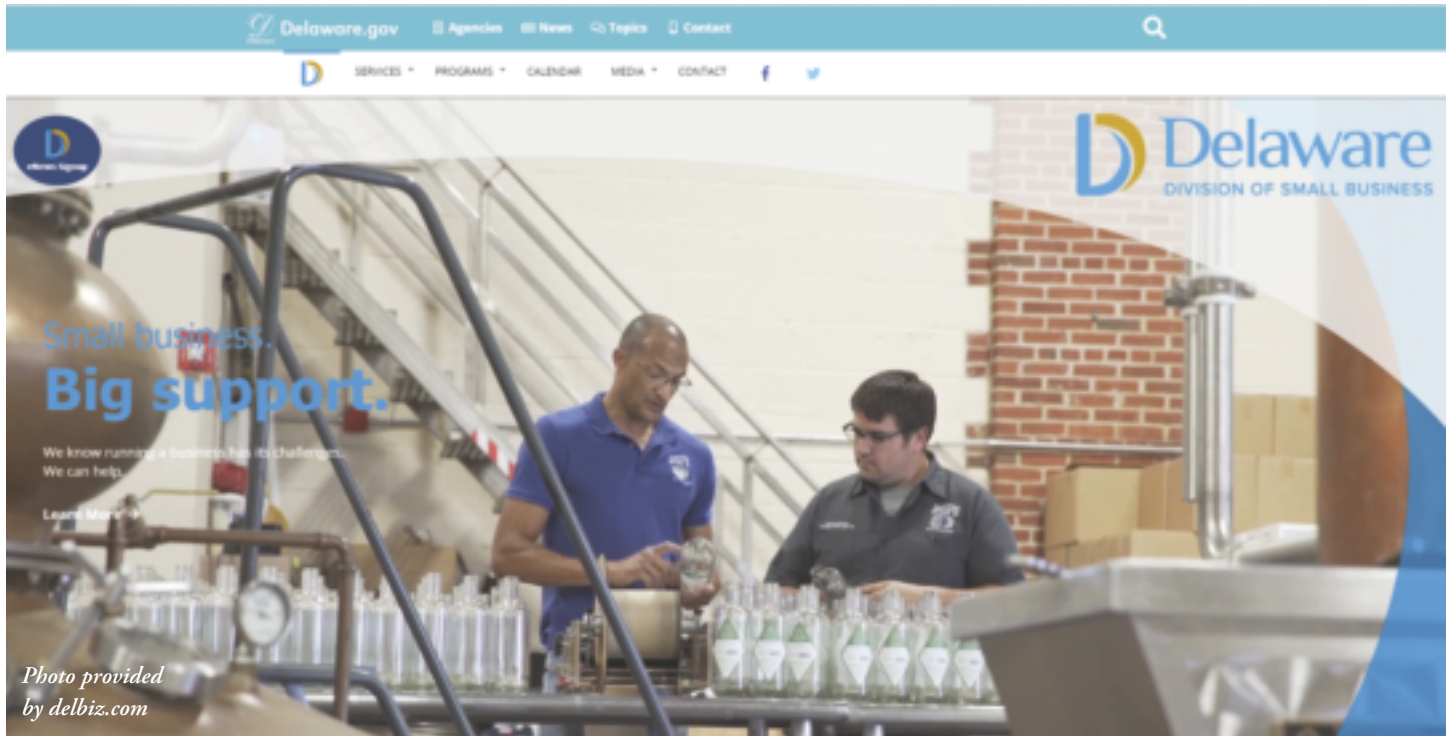 Delaware.gov Agencies News Topics Contact
SERVICES PROGRAMS CALENDAR MEDIA CONTACT
Delaware
DIVISION OF SMALL BUSINESS
Small business.
Big support.
We know running a business has its challenges.
We can help.
Learn More
Photo provided
by delbiz.com